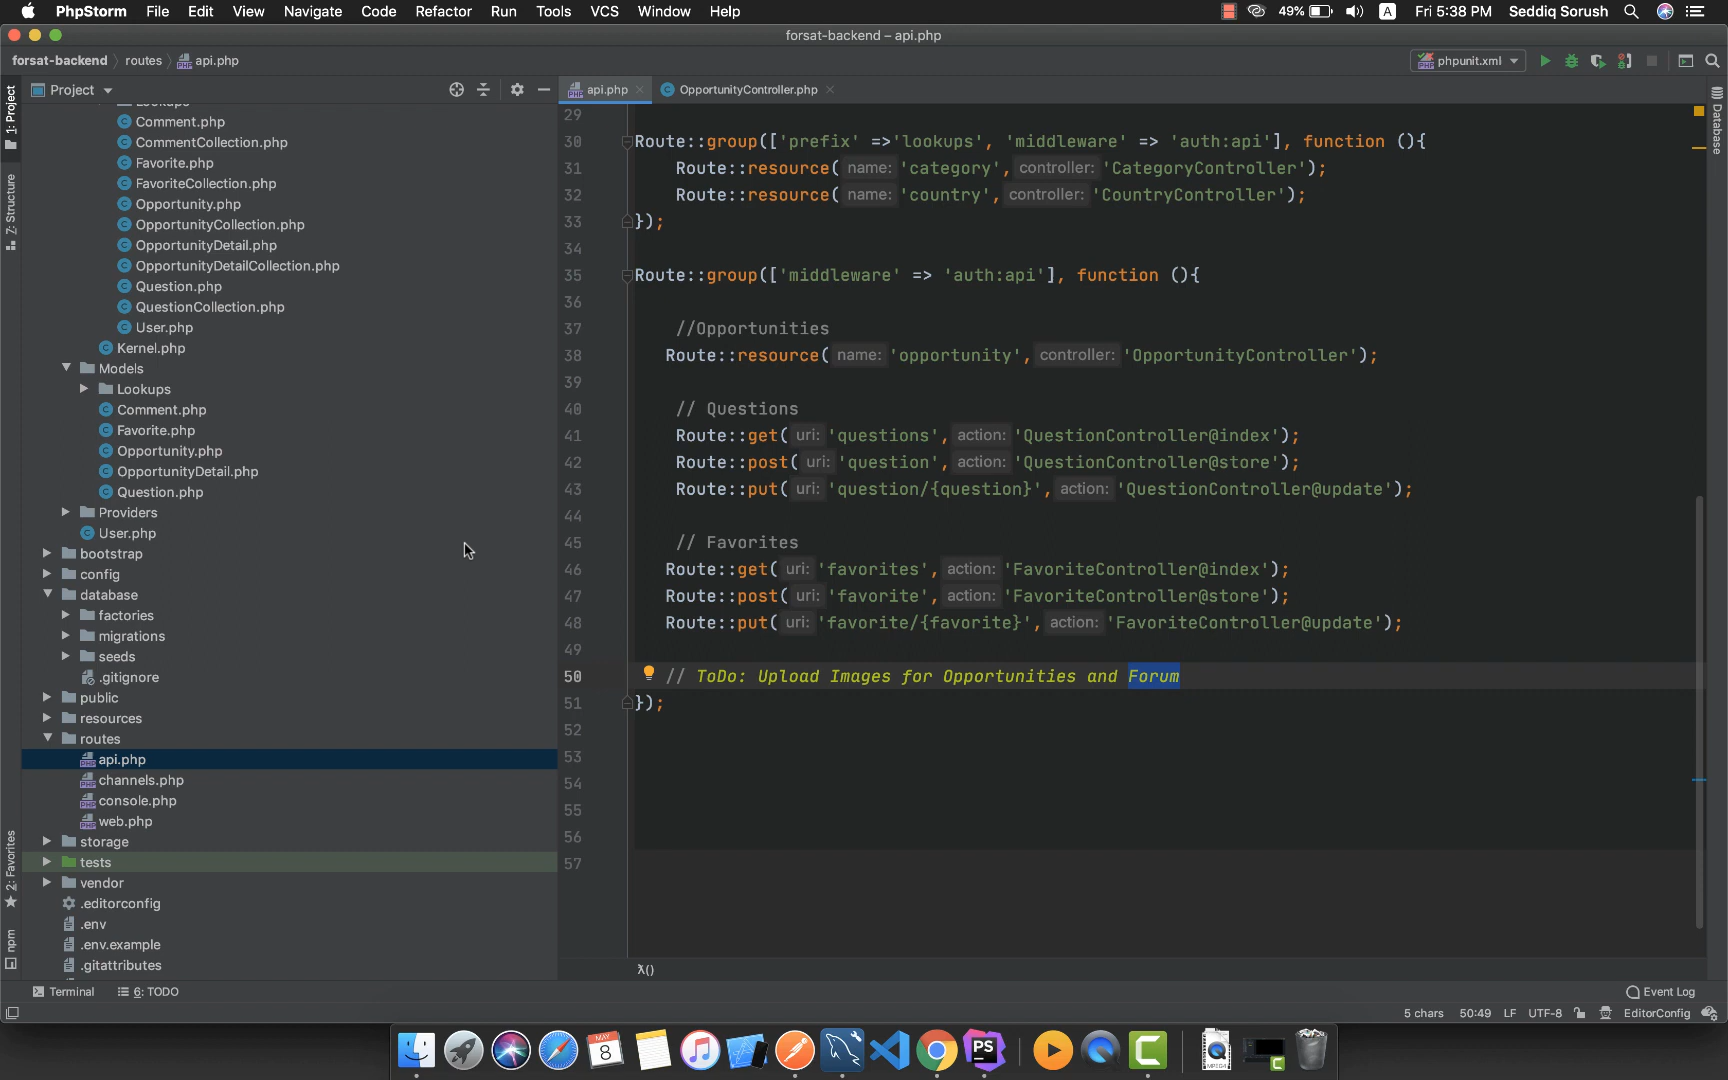 PhpStorm File Edit View Navigate Code Refactor Run Tools VCS Window Help 49% A Fri 5:38 PM Seddiq Sorush
forsat-backend – api.php
forsat-backend routes api.php phpunit.xml
Project
api.php
OpportunityController.php
1: Project
Z: Structure
2: Favorites
npm
Database
Comment.php
CommentCollection.php
Favorite.php
FavoriteCollection.php
Opportunity.php
OpportunityCollection.php
OpportunityDetail.php
OpportunityDetailCollection.php
Question.php
QuestionCollection.php
User.php
Kernel.php
Models
Lookups
Comment.php
Favorite.php
Opportunity.php
OpportunityDetail.php
Question.php
Providers
User.php
bootstrap
config
database
factories
migrations
seeds
.gitignore
public
resources
routes
api.php
channels.php
console.php
web.php
storage
tests
vendor
.editorconfig
.env
.env.example
.gitattributes
29
30 Route::group(['prefix' =>'lookups', 'middleware' => 'auth:api'], function (){
31 Route::resource( name: 'category', controller: 'CategoryController');
32 Route::resource( name: 'country', controller: 'CountryController');
33 });
34
35 Route::group(['middleware' => 'auth:api'], function (){
36
37 //Opportunities
38 Route::resource( name: 'opportunity', controller: 'OpportunityController');
39
40 // Questions
41 Route::get( uri: 'questions', action: 'QuestionController@index');
42 Route::post( uri: 'question', action: 'QuestionController@store');
43 Route::put( uri: 'question/{question}', action: 'QuestionController@update');
44
45 // Favorites
46 Route::get( uri: 'favorites', action: 'FavoriteController@index');
47 Route::post( uri: 'favorite', action: 'FavoriteController@store');
48 Route::put( uri: 'favorite/{favorite}', action: 'FavoriteController@update');
49
50 // ToDo: Upload Images for Opportunities and Forum
51 });
52
53
54
55
56
57
λ()
Terminal 6: TODO Event Log
5 chars 50:49 LF UTF-8 EditorConfig
MAY
8
PS
C